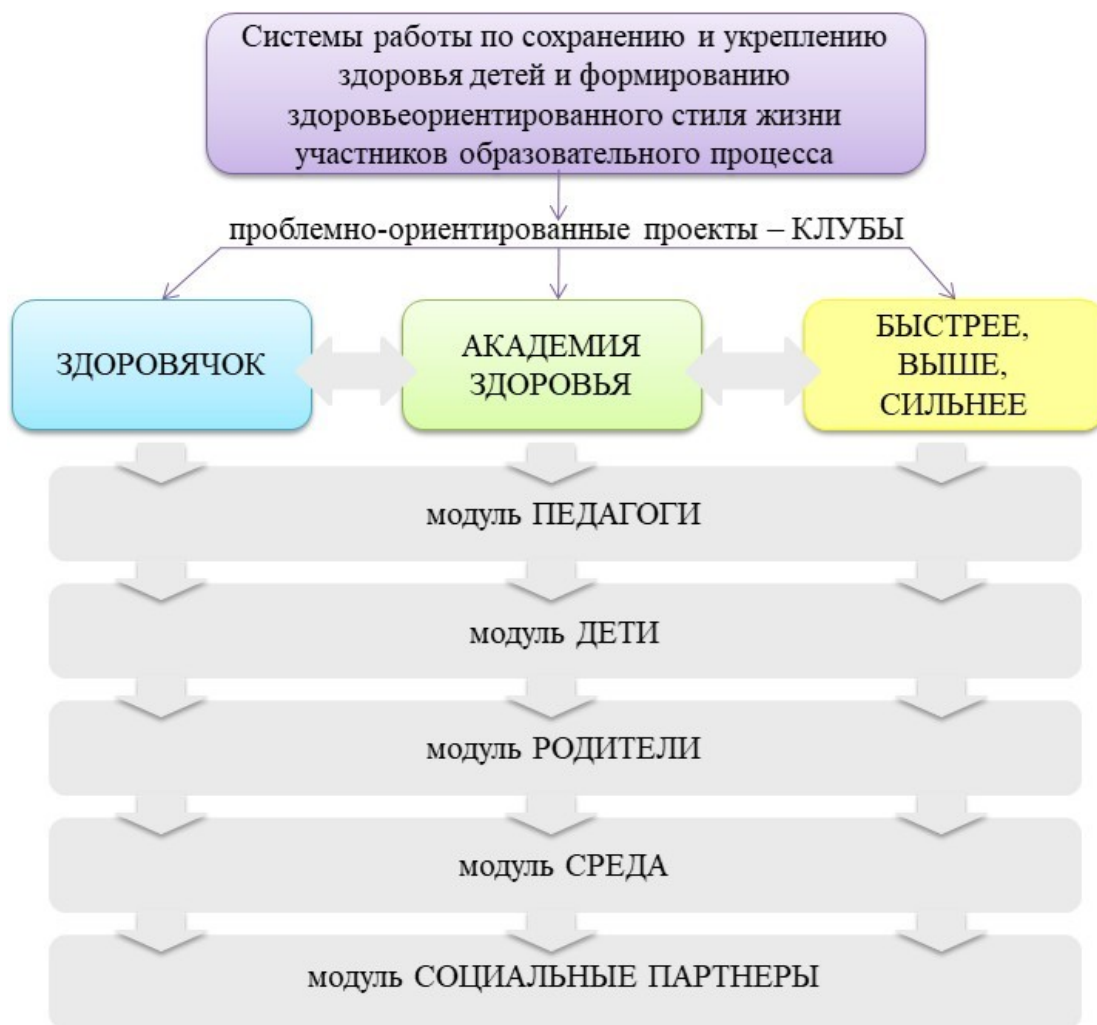 Системы работы по сохранению и укреплению
здоровья детей и формированию
здоровьеориентированного стиля жизни
участников образовательного процесса
проблемно-ориентированные проекты – КЛУБЫ
ЗДОРОВЯЧОК
АКАДЕМИЯ
ЗДОРОВЬЯ
БЫСТРЕЕ,
ВЫШЕ,
СИЛЬНЕЕ
модуль ПЕДАГОГИ
модуль ДЕТИ
модуль РОДИТЕЛИ
модуль СРЕДА
модуль СОЦИАЛЬНЫЕ ПАРТНЕРЫ